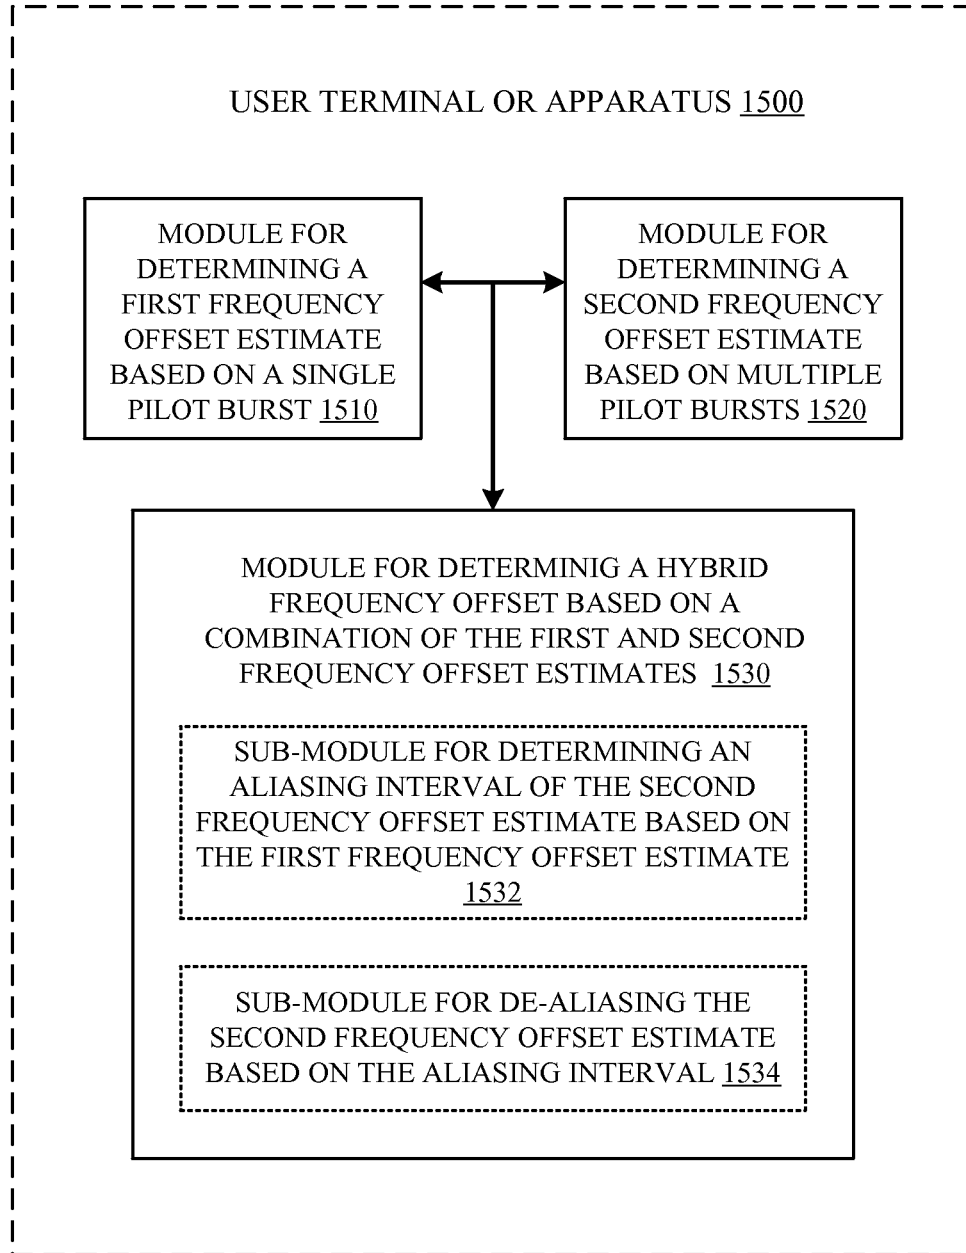 USER TERMINAL OR APPARATUS 1500
MODULE FOR
DETERMINING A
FIRST FREQUENCY
OFFSET ESTIMATE
BASED ON A SINGLE
PILOT BURST 1510
MODULE FOR
DETERMINING A
SECOND FREQUENCY
OFFSET ESTIMATE
BASED ON MULTIPLE
PILOT BURSTS 1520
MODULE FOR DETERMINIG A HYBRID
FREQUENCY OFFSET BASED ON A
COMBINATION OF THE FIRST AND SECOND
FREQUENCY OFFSET ESTIMATES 1530
SUB-MODULE FOR DETERMINING AN
ALIASING INTERVAL OF THE SECOND
FREQUENCY OFFSET ESTIMATE BASED ON
THE FIRST FREQUENCY OFFSET ESTIMATE
1532
SUB-MODULE FOR DE-ALIASING THE
SECOND FREQUENCY OFFSET ESTIMATE
BASED ON THE ALIASING INTERVAL 1534